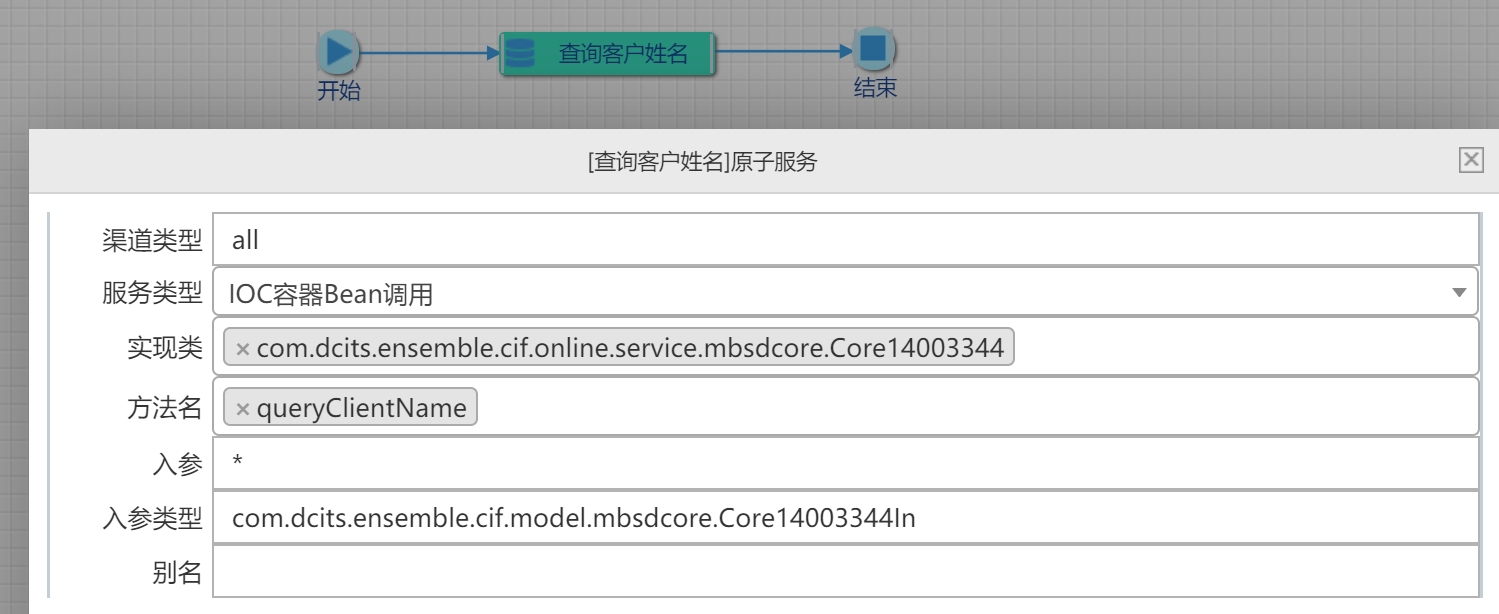 查询客户姓名
开始
结束
[查询客户姓名]原子服务
渠道类型 all
服务类型 IOC容器Bean调用
实现类 × com.dcits.ensemble.cif.online.service.mbsdcore.Core14003344
方法名 × queryClientName
入参 *
入参类型 com.dcits.ensemble.cif.model.mbsdcore.Core14003344In
别名